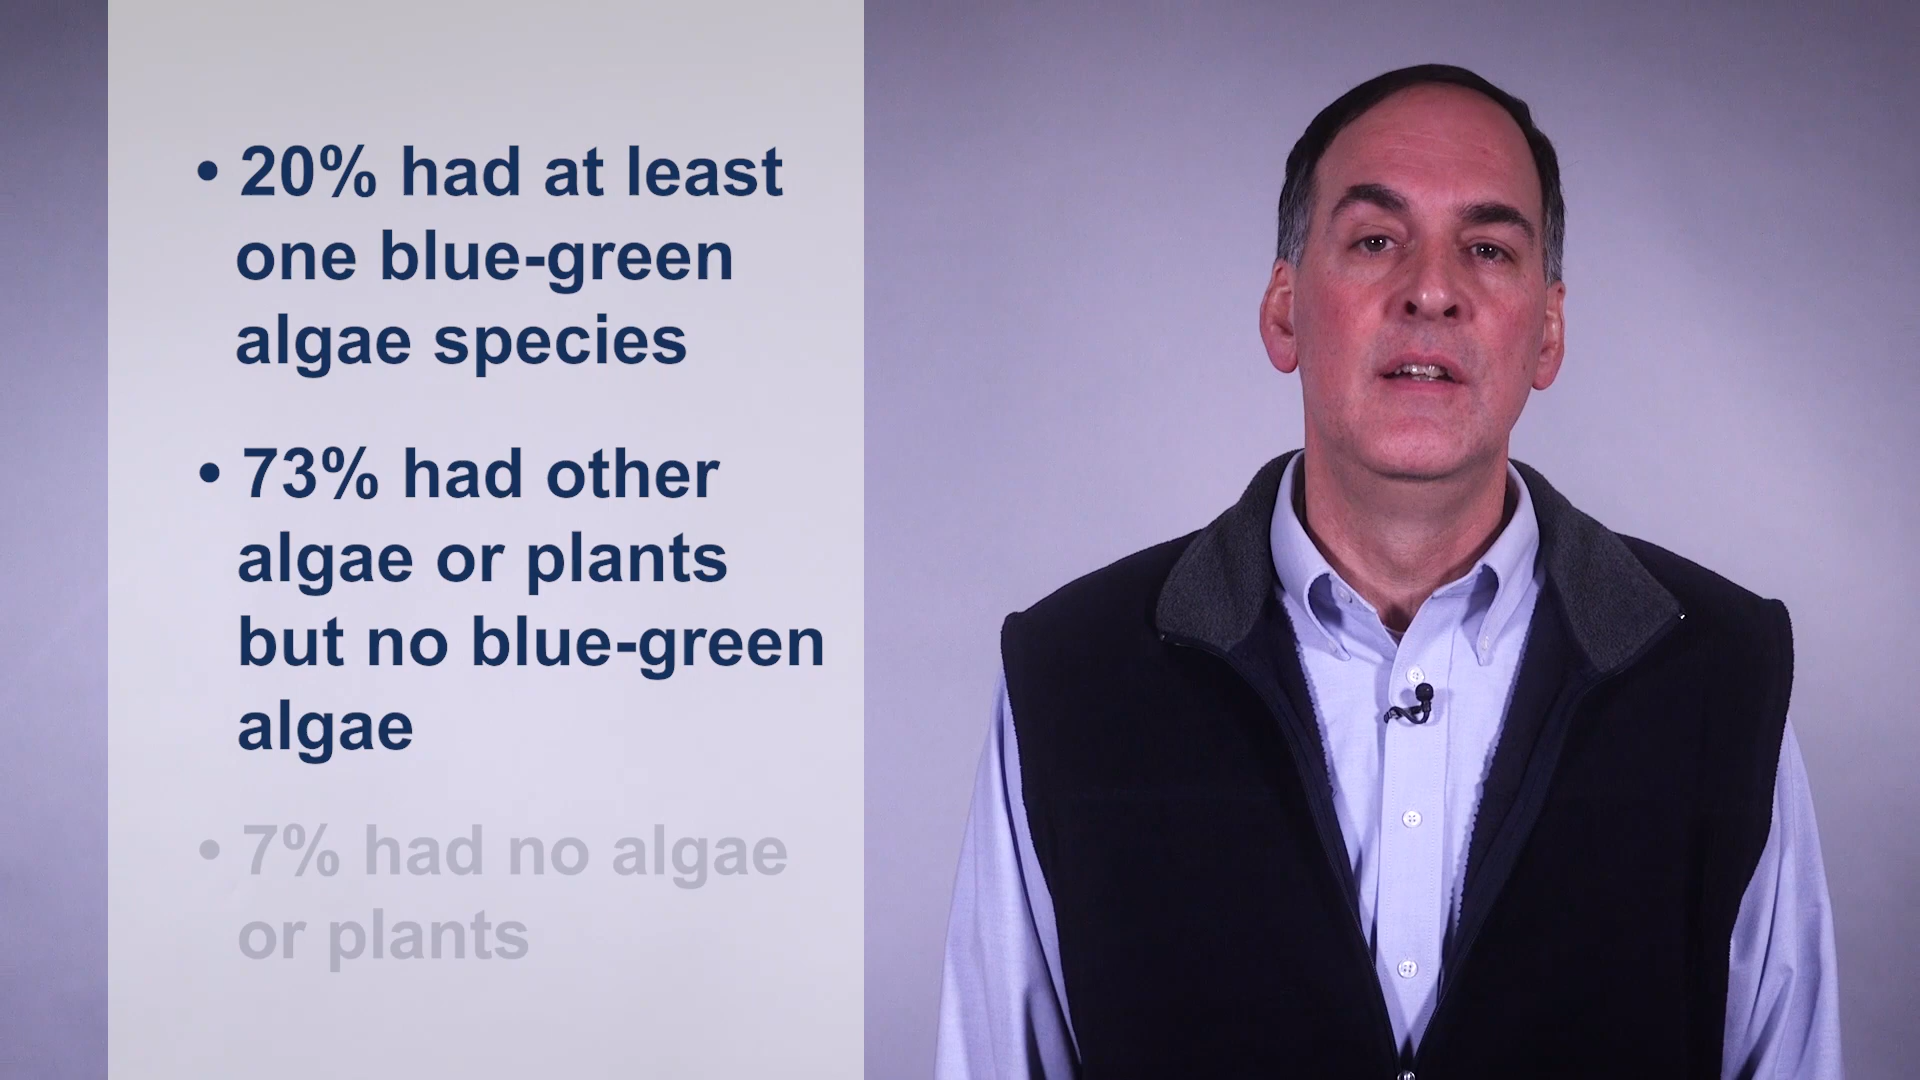 • 20% had at least
one blue-green
algae species
• 73% had other
algae or plants
but no blue-green
algae
• 7% had no algae
or plants